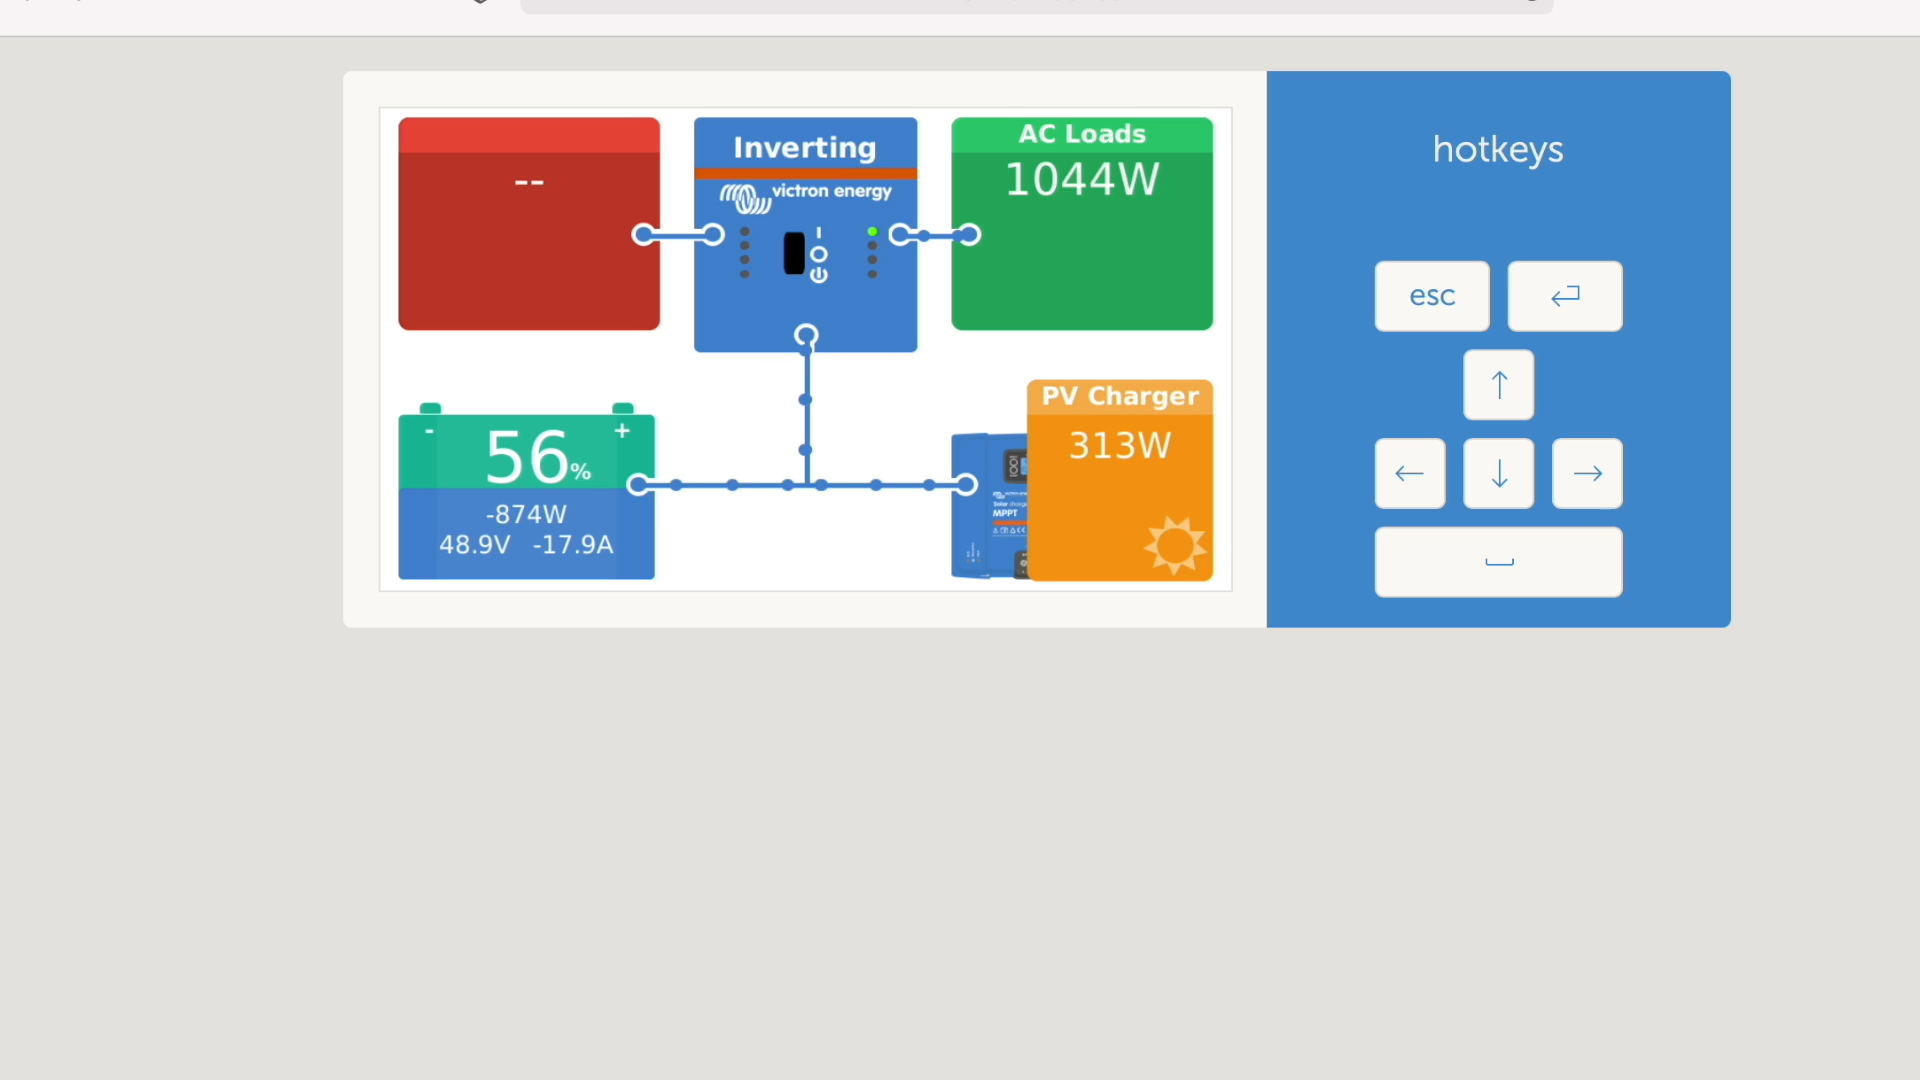 --
Inverting
victron energy
AC Loads
1044W
hotkeys
esc
- +
56%
-874W
48.9V -17.9A
PV Charger
313W
MPPT